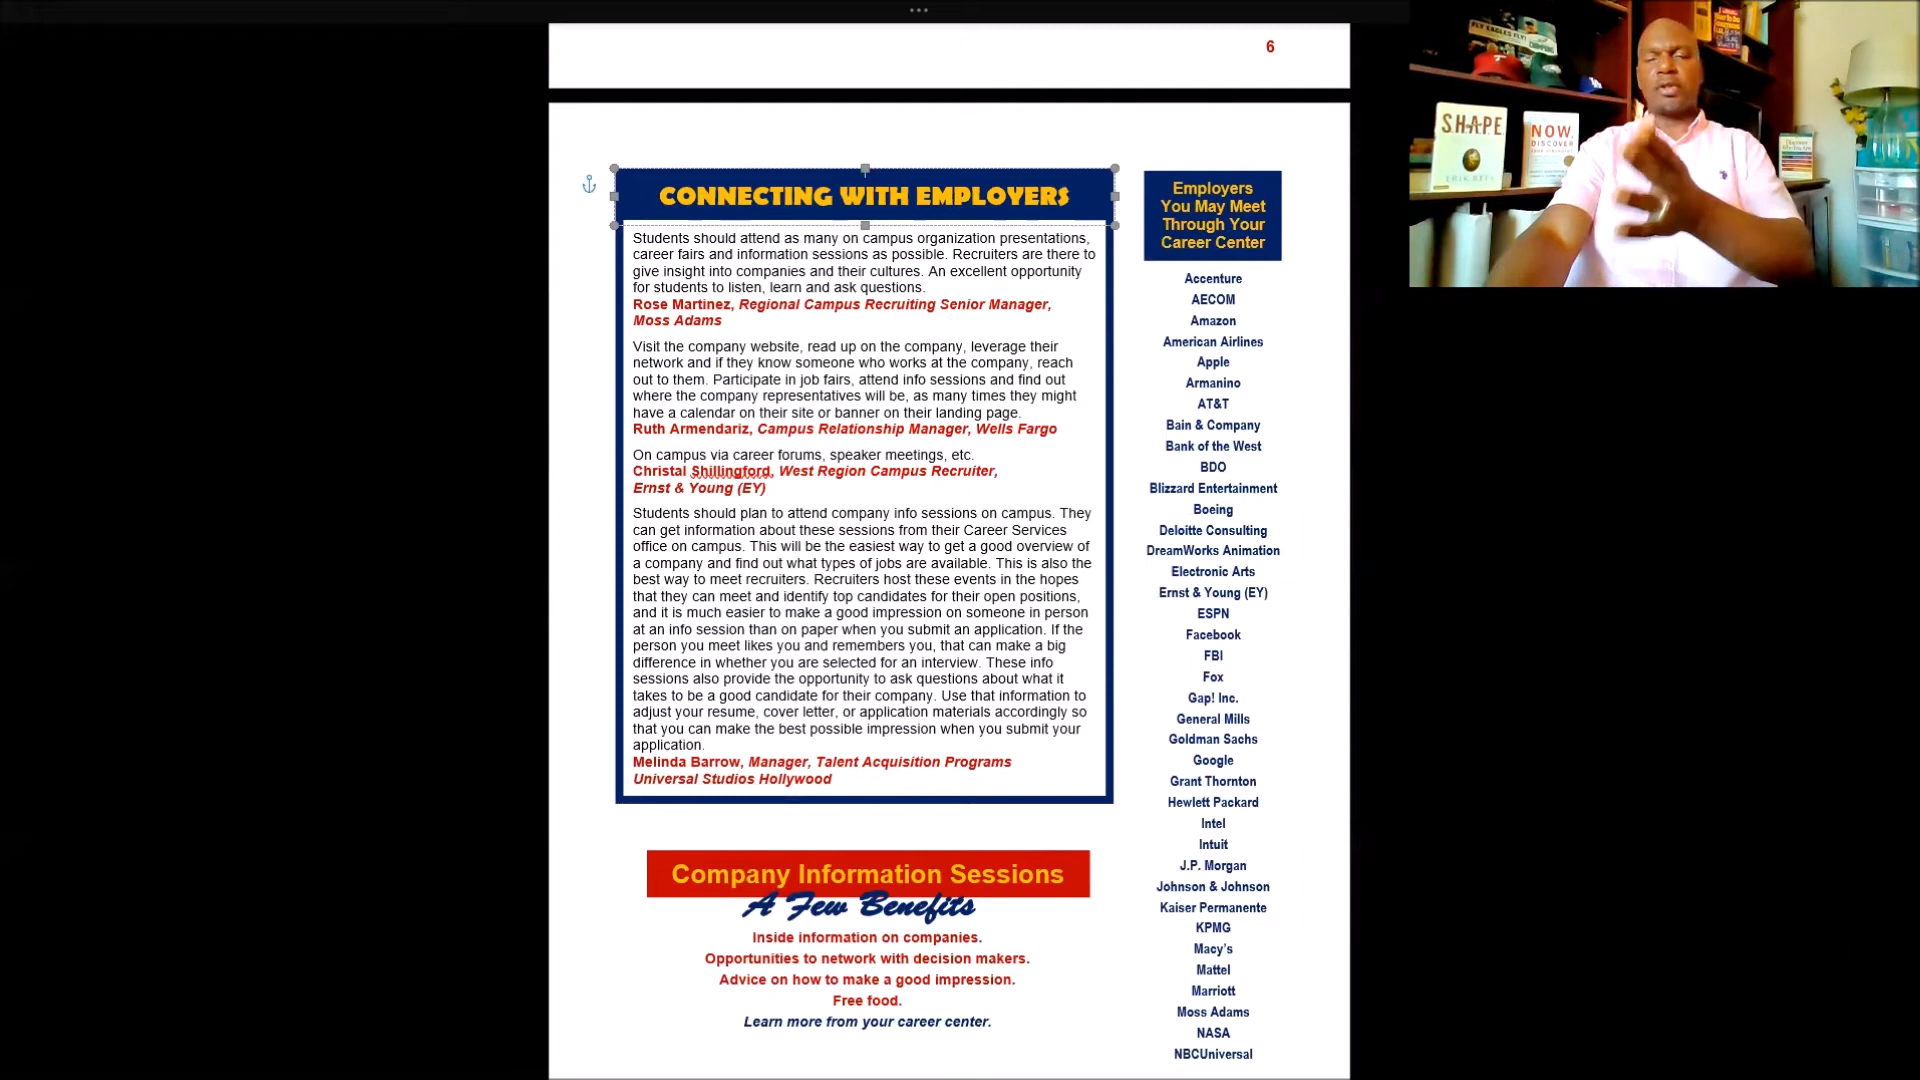 6
CONNECTING WITH EMPLOYERS
Students should attend as many on campus organization presentations,
career fairs and information sessions as possible. Recruiters are there to
give insight into companies and their cultures. An excellent opportunity
for students to listen, learn and ask questions.
Rose Martinez, Regional Campus Recruiting Senior Manager,
Moss Adams
Visit the company website, read up on the company, leverage their
network and if they know someone who works at the company, reach
out to them. Participate in job fairs, attend info sessions and find out
where the company representatives will be, as many times they might
have a calendar on their site or banner on their landing page.
Ruth Armendariz, Campus Relationship Manager, Wells Fargo
On campus via career forums, speaker meetings, etc.
Christal Shillingford, West Region Campus Recruiter,
Ernst & Young (EY)
Students should plan to attend company info sessions on campus. They
can get information about these sessions from their Career Services
office on campus. This will be the easiest way to get a good overview of
a company and find out what types of jobs are available. This is also the
best way to meet recruiters. Recruiters host these events in the hopes
that they can meet and identify top candidates for their open positions,
and it is much easier to make a good impression on someone in person
at an info session than on paper when you submit an application. If the
person you meet likes you and remembers you, that can make a big
difference in whether you are selected for an interview. These info
sessions also provide the opportunity to ask questions about what it
takes to be a good candidate for their company. Use that information to
adjust your resume, cover letter, or application materials accordingly so
that you can make the best possible impression when you submit your
application.
Melinda Barrow, Manager, Talent Acquisition Programs
Universal Studios Hollywood
Company Information Sessions
A Few Benefits
Inside information on companies.
Opportunities to network with decision makers.
Advice on how to make a good impression.
Free food.
Learn more from your career center.
Employers
You May Meet
Through Your
Career Center
Accenture
AECOM
Amazon
American Airlines
Apple
Armanino
AT&T
Bain & Company
Bank of the West
BDO
Blizzard Entertainment
Boeing
Deloitte Consulting
DreamWorks Animation
Electronic Arts
Ernst & Young (EY)
ESPN
Facebook
FBI
Fox
Gap! Inc.
General Mills
Goldman Sachs
Google
Grant Thornton
Hewlett Packard
Intel
Intuit
J.P. Morgan
Johnson & Johnson
Kaiser Permanente
KPMG
Macy's
Mattel
Marriott
Moss Adams
NASA
NBCUniversal
FLY EAGLES FLY!
S.H.A.P.E.
ERIK REES
NOW,
DISCOVER